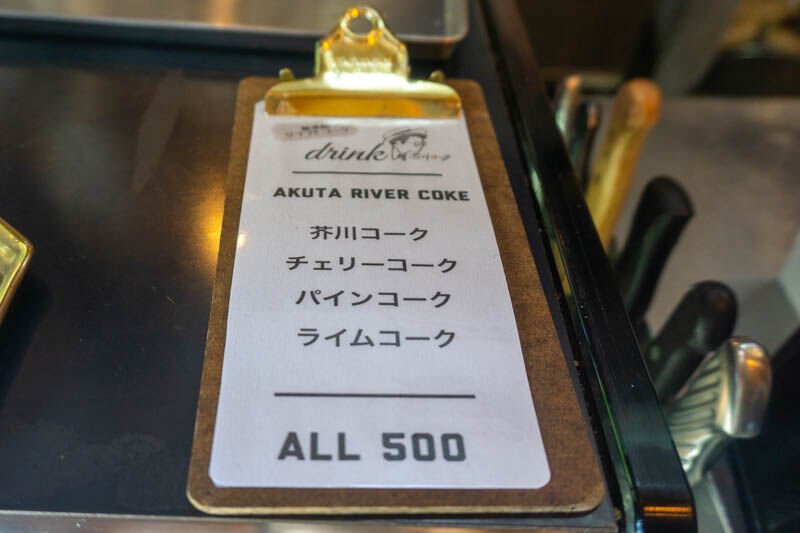 drink
AKUTA RIVER COKE
芥川コーク
チェリーコーク
パインコーク
ライムコーク
ALL 500